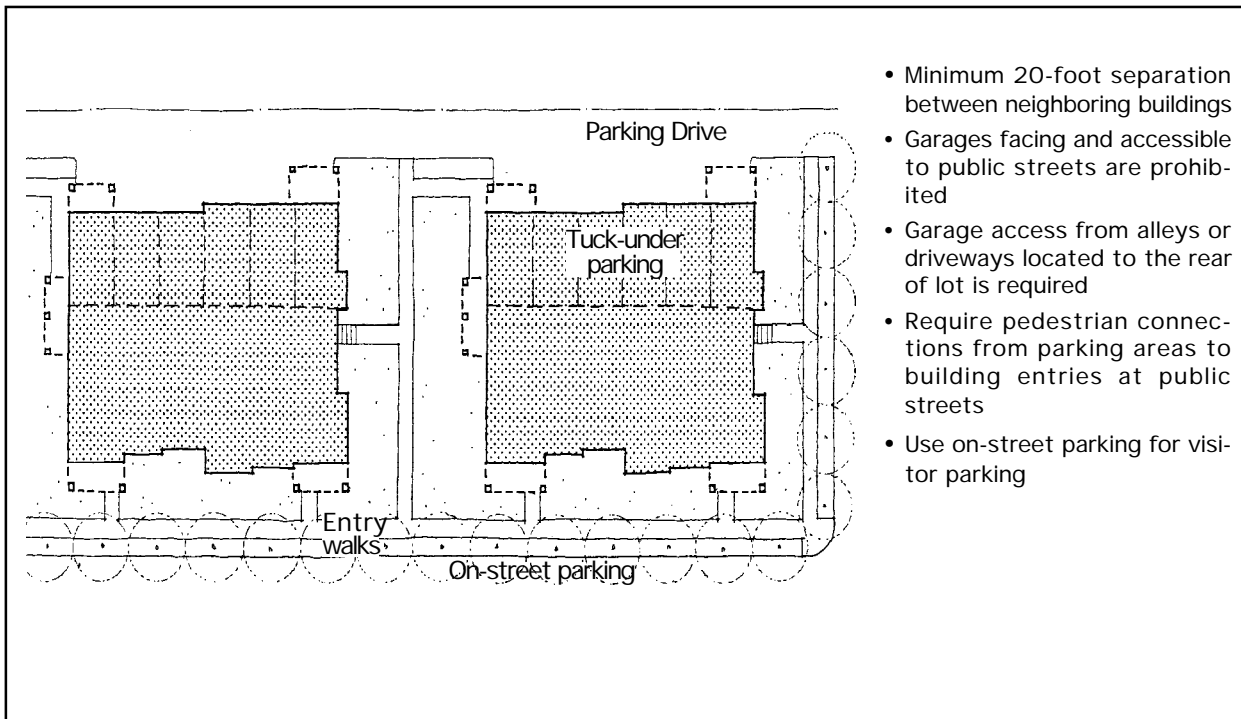 Parking Drive
Tuck-under
parking
Entry
walks
On-street parking
• Minimum 20-foot separation
between neighboring buildings
• Garages facing and accessible
to public streets are prohib-
ited
• Garage access from alleys or
driveways located to the rear
of lot is required
• Require pedestrian connec-
tions from parking areas to
building entries at public
streets
• Use on-street parking for visi-
tor parking